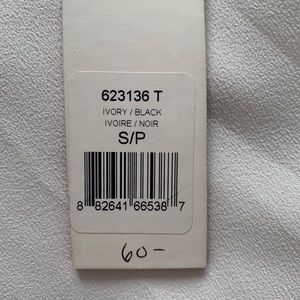 623136 T
IVORY / BLACK
IVOIRE / NOIR
S/P
8 82641 66538 7
60-